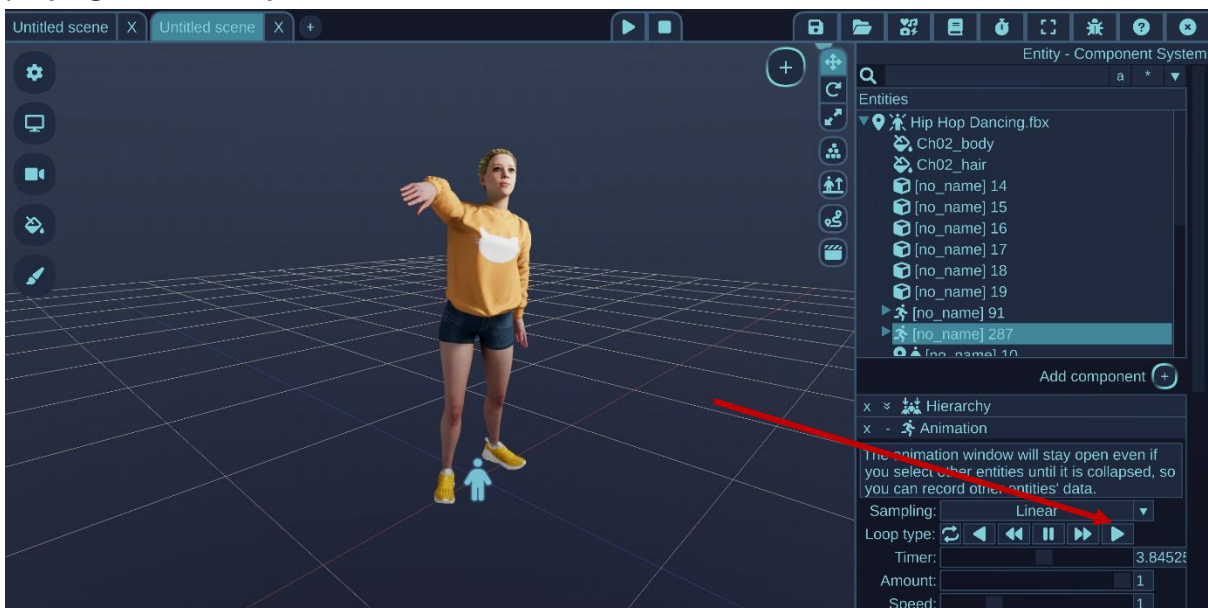 Untitled scene X Untitled scene X +
Entity - Component System
a * ▼
Entities
Hip Hop Dancing.fbx
Ch02_body
Ch02_hair
[no_name] 14
[no_name] 15
[no_name] 16
[no_name] 17
[no_name] 18
[no_name] 19
[no_name] 91
[no_name] 287
[no_name] 10
Add component +
x Hierarchy
x - Animation
The animation window will stay open even if
you select other entities until it is collapsed, so
you can record other entities' data.
Sampling: Linear
Loop type:
Timer: 3.84525
Amount: 1
Speed: 1